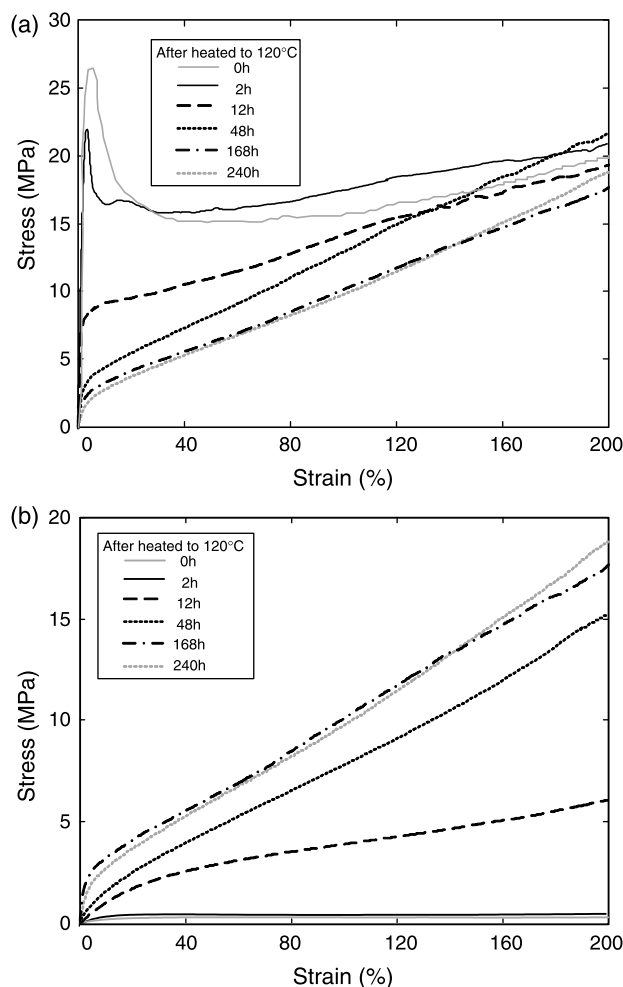 (a)
30
25
20
15
10
5
0
Stress (MPa)
After heated to 120°C
0h
2h
12h
48h
168h
240h
0 40 80 120 160 200
Strain (%)
(b)
20
15
10
5
0
Stress (MPa)
After heated to 120°C
0h
2h
12h
48h
168h
240h
0 40 80 120 160 200
Strain (%)